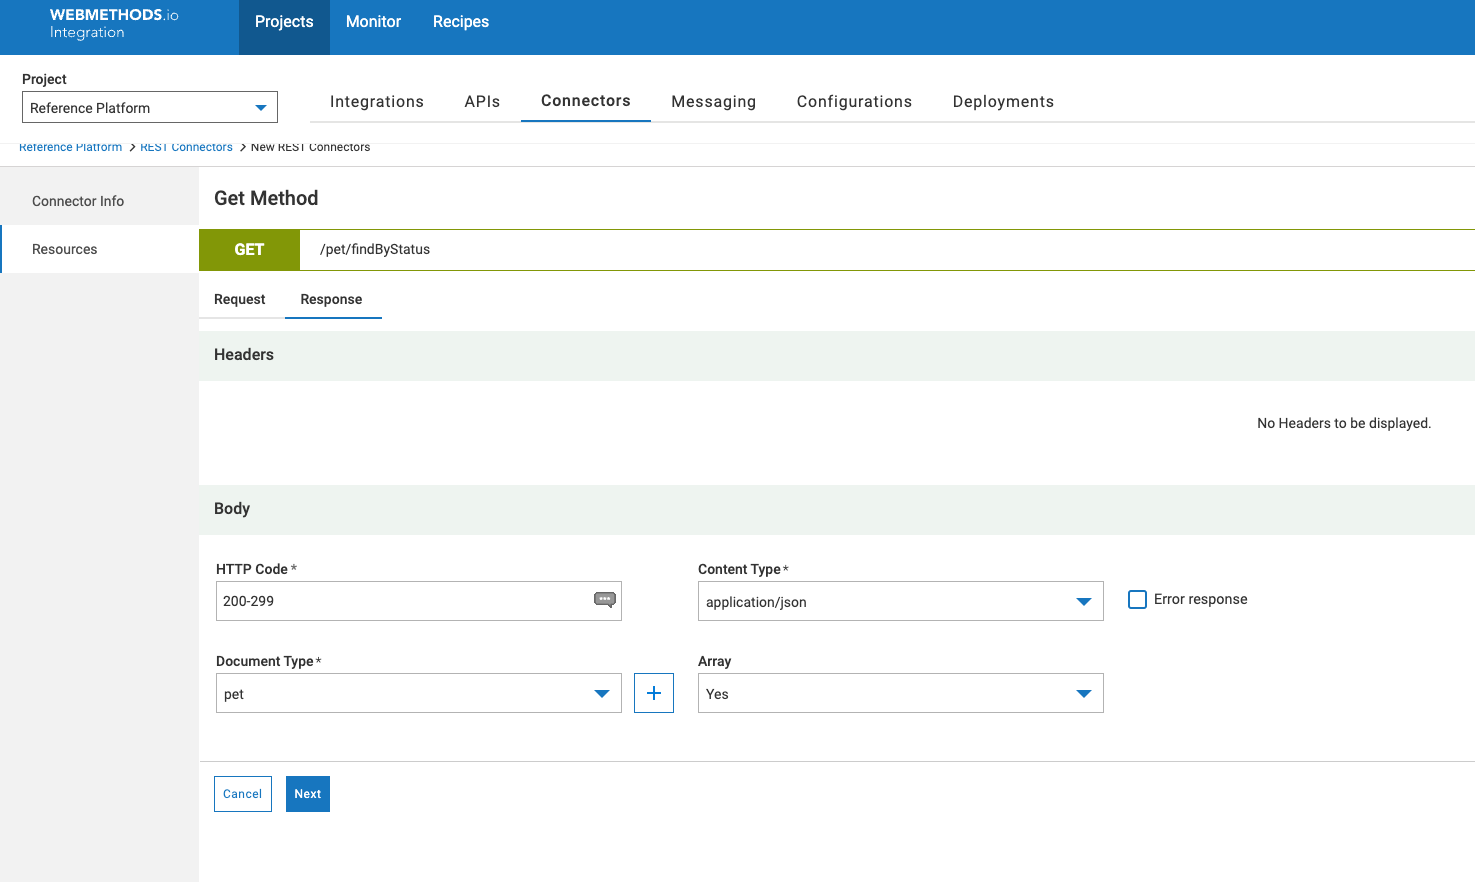 WEBMETHODS.io
Integration
Projects
Monitor
Recipes
Project
Reference Platform
Integrations
APIs
Connectors
Messaging
Configurations
Deployments
Reference Platform > REST Connectors > New REST Connectors
Connector Info
Resources
Get Method
GET
/pet/findByStatus
Request
Response
Headers
No Headers to be displayed.
Body
HTTP Code *
200-299
Content Type *
application/json
Error response
Document Type *
pet
+
Array
Yes
Cancel
Next